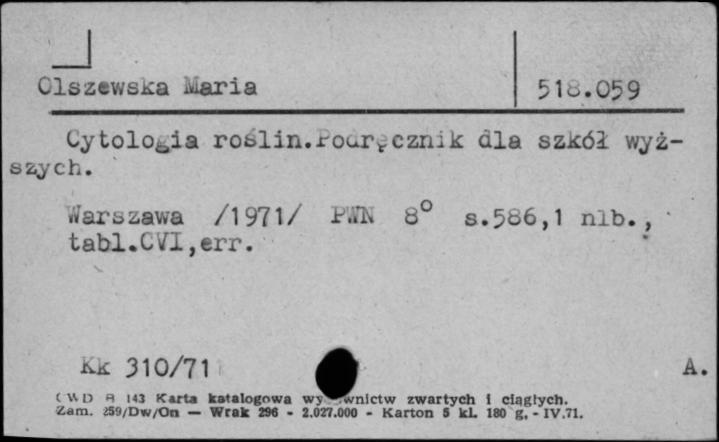 Olszewska Maria 518.059
Cytologia roślin.Podręcznik dla szkół wyż-
szych.
Warszawa /1971/ PWN 8° s.586,1 nlb.,
tabl.CVI,err.
Kk 310/71 A.
CWD B 143 Karta katalogowa zwartych i ciągłych.
Zam. 259/Dw/On — Wrak 296 - 2.027.000 - Karton 5 kl. 180 g. - IV.71.